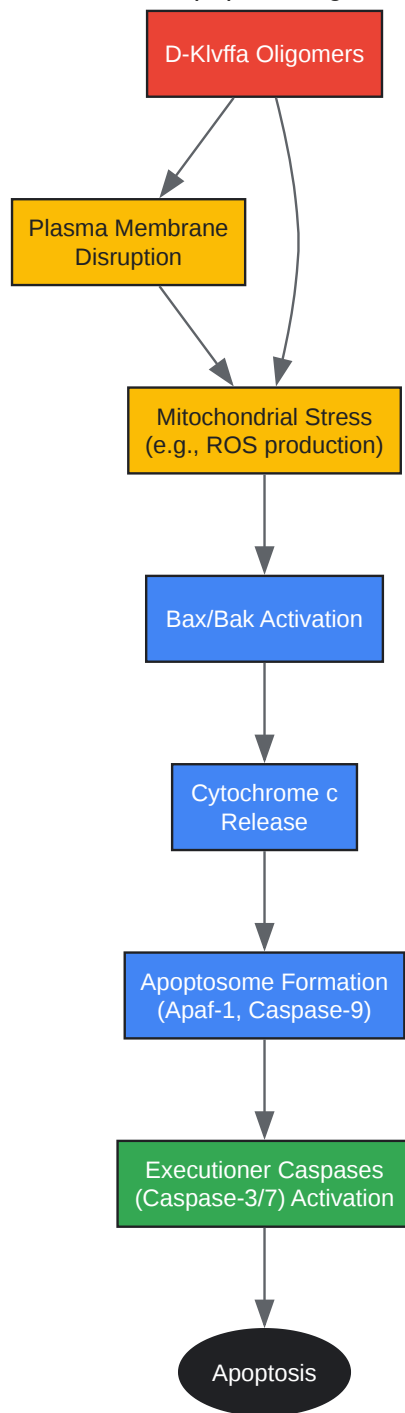 D-Klvffa Oligomers
Plasma Membrane
Disruption
Mitochondrial Stress
(e.g., ROS production)
Bax/Bak Activation
Cytochrome c
Release
Apoptosome Formation
(Apaf-1, Caspase-9)
Executioner Caspases
(Caspase-3/7) Activation
Apoptosis